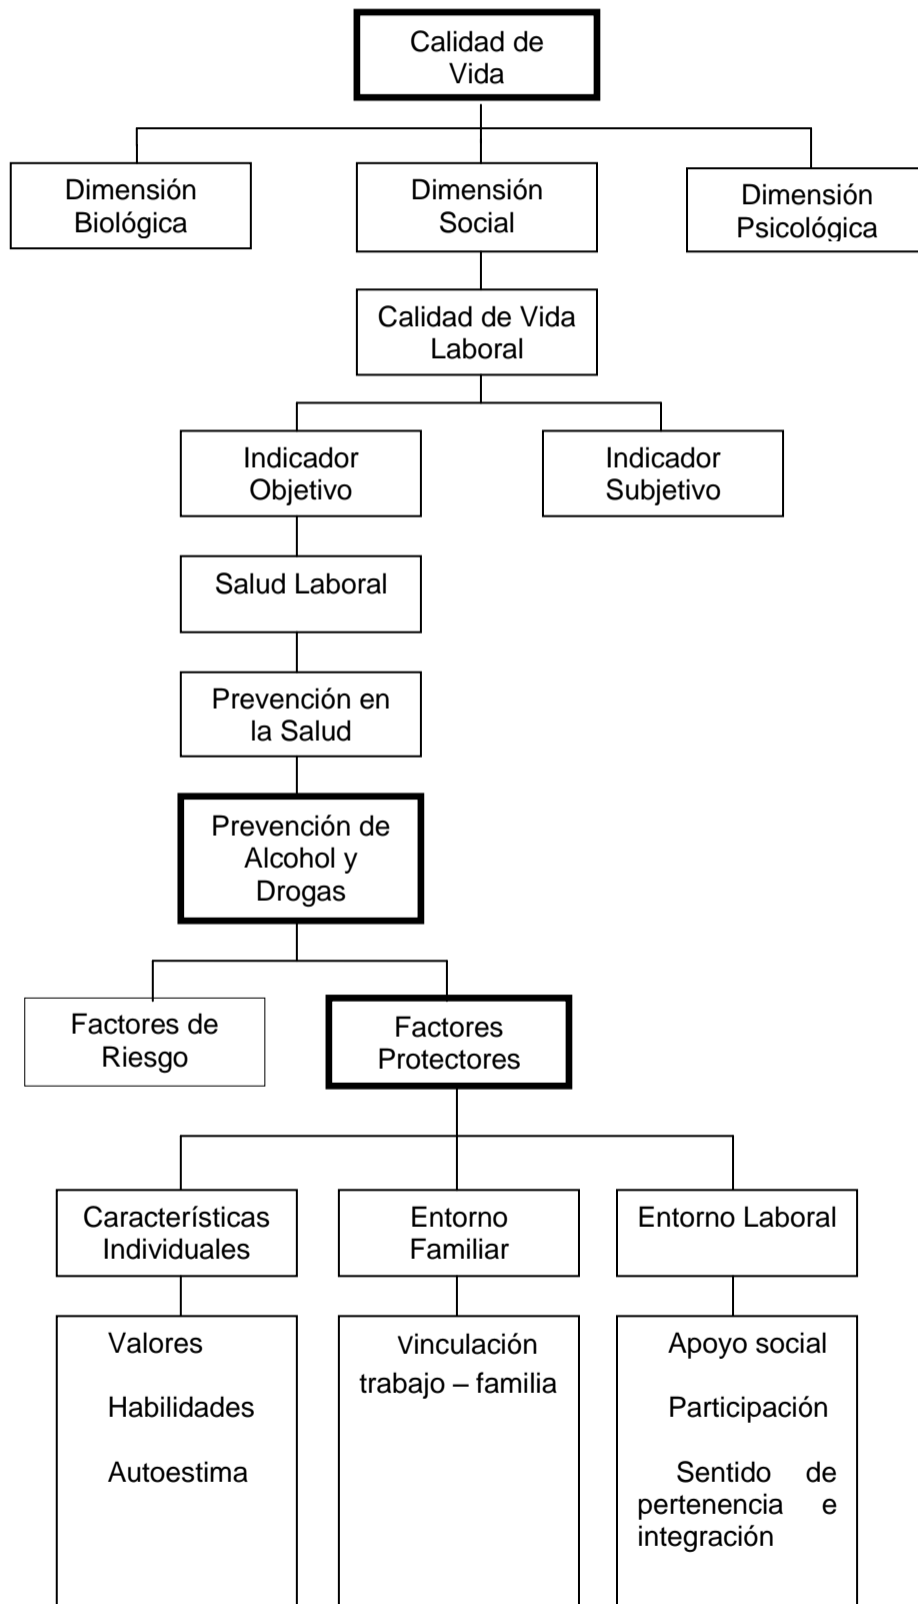 Calidad de
Vida
Dimensión
Biológica
Dimensión
Social
Dimensión
Psicológica
Calidad de Vida
Laboral
Indicador
Objetivo
Indicador
Subjetivo
Salud Laboral
Prevención en
la Salud
Prevención de
Alcohol y
Drogas
Factores de
Riesgo
Factores
Protectores
Características
Individuales
Entorno
Familiar
Entorno Laboral
Valores
Habilidades
Autoestima
Vinculación
trabajo – familia
Apoyo social
Participación
Sentido de
pertenencia e
integración